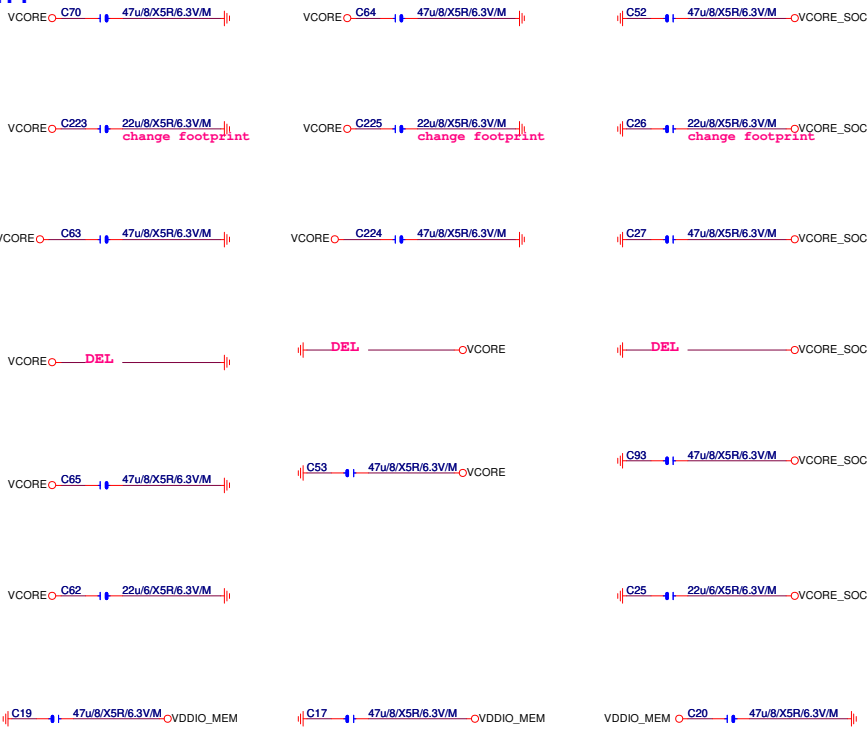 VCORE C70 47u/8/X5R/6.3V/M
VCORE C64 47u/8/X5R/6.3V/M
C52 47u/8/X5R/6.3V/M VCORE_SOC
VCORE C223 22u/8/X5R/6.3V/M
change footprint
VCORE C225 22u/8/X5R/6.3V/M
change footprint
C26 22u/8/X5R/6.3V/M VCORE_SOC
change footprint
VCORE C63 47u/8/X5R/6.3V/M
VCORE C224 47u/8/X5R/6.3V/M
C27 47u/8/X5R/6.3V/M VCORE_SOC
VCORE DEL
DEL VCORE
DEL VCORE_SOC
VCORE C65 47u/8/X5R/6.3V/M
C53 47u/8/X5R/6.3V/M VCORE
C93 47u/8/X5R/6.3V/M VCORE_SOC
VCORE C62 22u/6/X5R/6.3V/M
C25 22u/6/X5R/6.3V/M VCORE_SOC
C19 47u/8/X5R/6.3V/M VDDIO_MEM
C17 47u/8/X5R/6.3V/M VDDIO_MEM
VDDIO_MEM C20 47u/8/X5R/6.3V/M